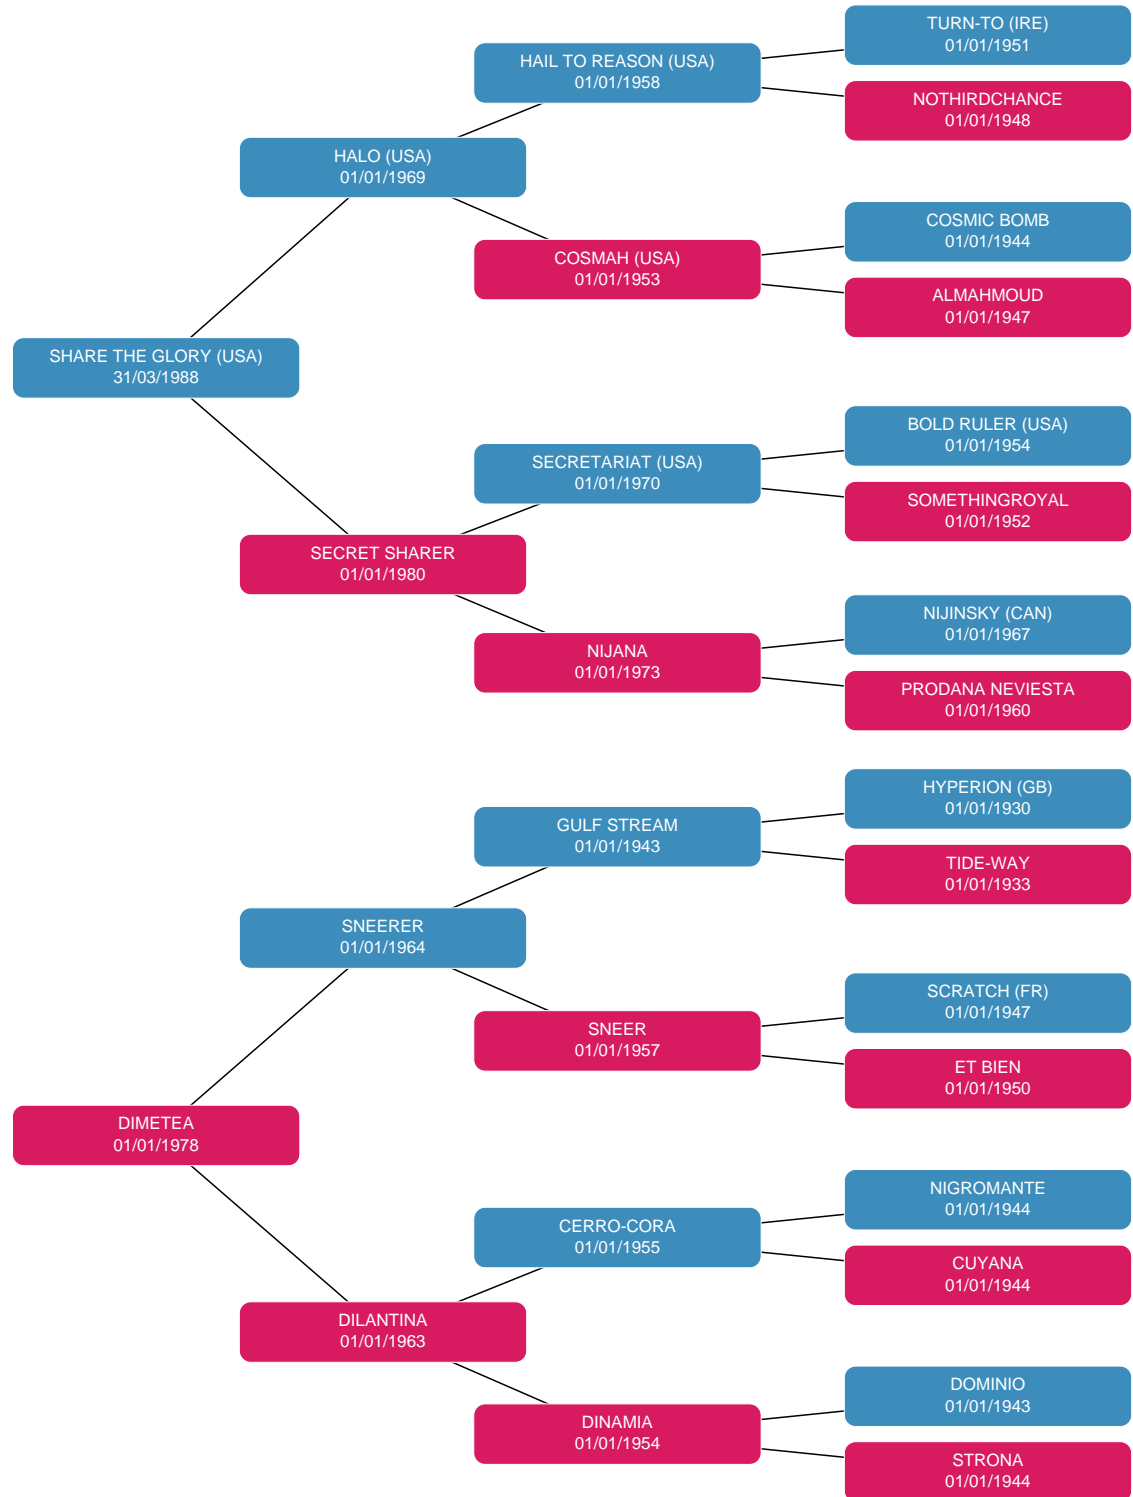 TURN-TO (IRE)
01/01/1951
HAIL TO REASON (USA)
01/01/1958
NOTHIRDCHANCE
01/01/1948
HALO (USA)
01/01/1969
COSMIC BOMB
01/01/1944
COSMAH (USA)
01/01/1953
ALMAHMOUD
01/01/1947
SHARE THE GLORY (USA)
31/03/1988
BOLD RULER (USA)
01/01/1954
SECRETARIAT (USA)
01/01/1970
SOMETHINGROYAL
01/01/1952
SECRET SHARER
01/01/1980
NIJINSKY (CAN)
01/01/1967
NIJANA
01/01/1973
PRODANA NEVIESTA
01/01/1960
HYPERION (GB)
01/01/1930
GULF STREAM
01/01/1943
TIDE-WAY
01/01/1933
SNEERER
01/01/1964
SCRATCH (FR)
01/01/1947
SNEER
01/01/1957
ET BIEN
01/01/1950
DIMETEA
01/01/1978
NIGROMANTE
01/01/1944
CERRO-CORA
01/01/1955
CUYANA
01/01/1944
DILANTINA
01/01/1963
DOMINIO
01/01/1943
DINAMIA
01/01/1954
STRONA
01/01/1944